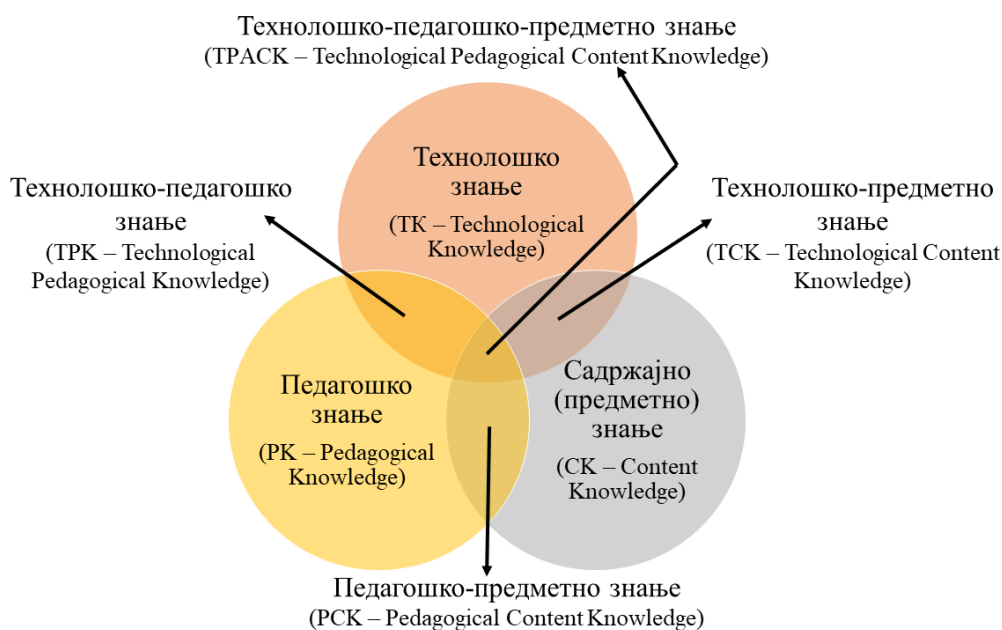 Технолошко-педагошко-предметно знање
(TPACK – Technological Pedagogical Content Knowledge)
Технолошко
знање
(ТК – Technological
Knowledge)
Технолошко-педагошко
знање
(TPK – Technological
Pedagogical Knowledge)
Технолошко-предметно
знање
(TCK – Technological Content
Knowledge)
Педагошко
знање
(PK – Pedagogical
Knowledge)
Садржајно
(предметно)
знање
(CK – Content
Knowledge)
Педагошко-предметно знање
(PCK – Pedagogical Content Knowledge)